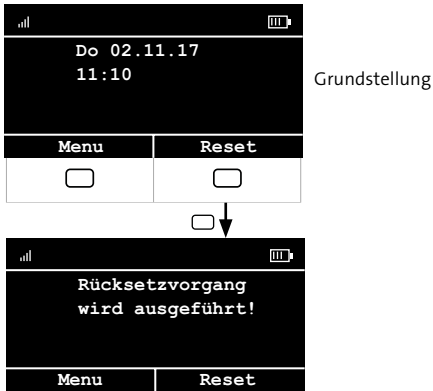 Do 02.11.17
11:10
Grundstellung
Menu Reset
Rücksetzvorgang
wird ausgeführt!
Menu Reset